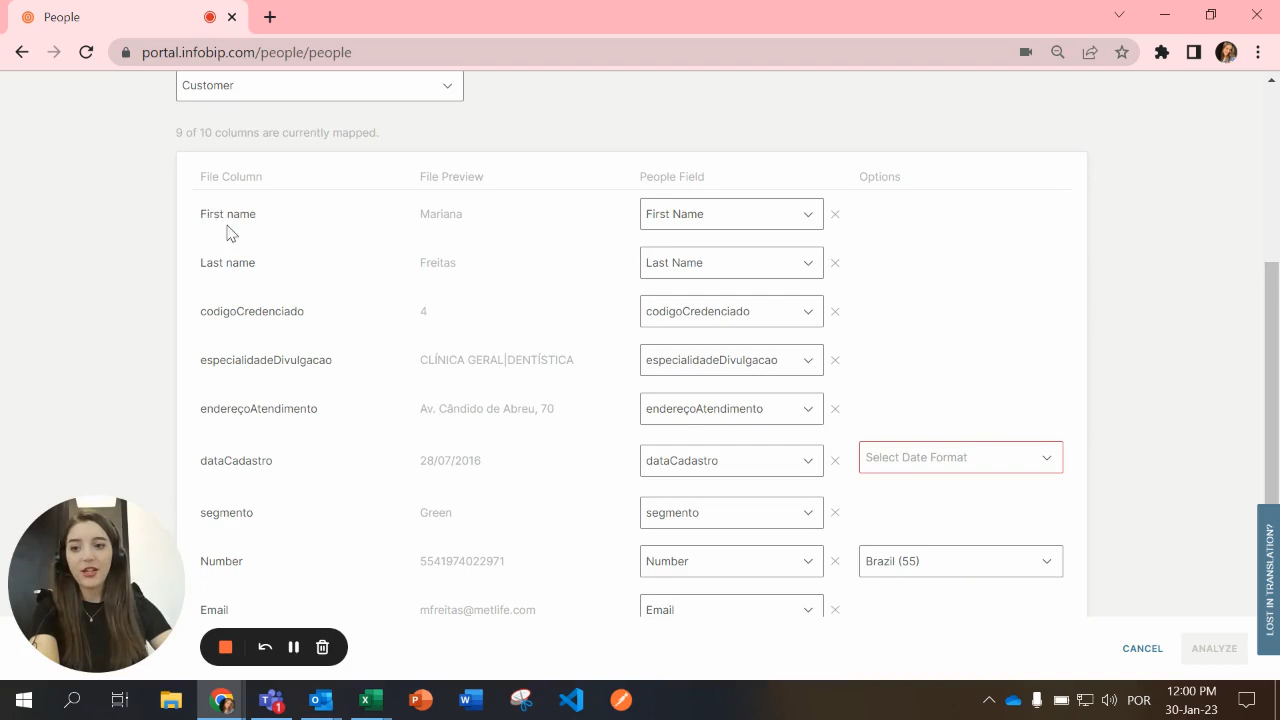 People
portal.infobip.com/people/people
Customer
9 of 10 columns are currently mapped.
File Column File Preview People Field Options
First name Mariana First Name
Last name Freitas Last Name
codigoCredenciado 4 codigoCredenciado
especialidadeDivulgacao CLÍNICA GERAL|DENTÍSTICA especialidadeDivulgacao
endereçoAtendimento Av. Cândido de Abreu, 70 endereçoAtendimento
dataCadastro 28/07/2016 dataCadastro Select Date Format
segmento Green segmento
Number 5541974022971 Number Brazil (55)
Email mfreitas@metlife.com Email
LOST IN TRANSLATION?
CANCEL ANALYZE
1
POR
12:00 PM
30-Jan-23